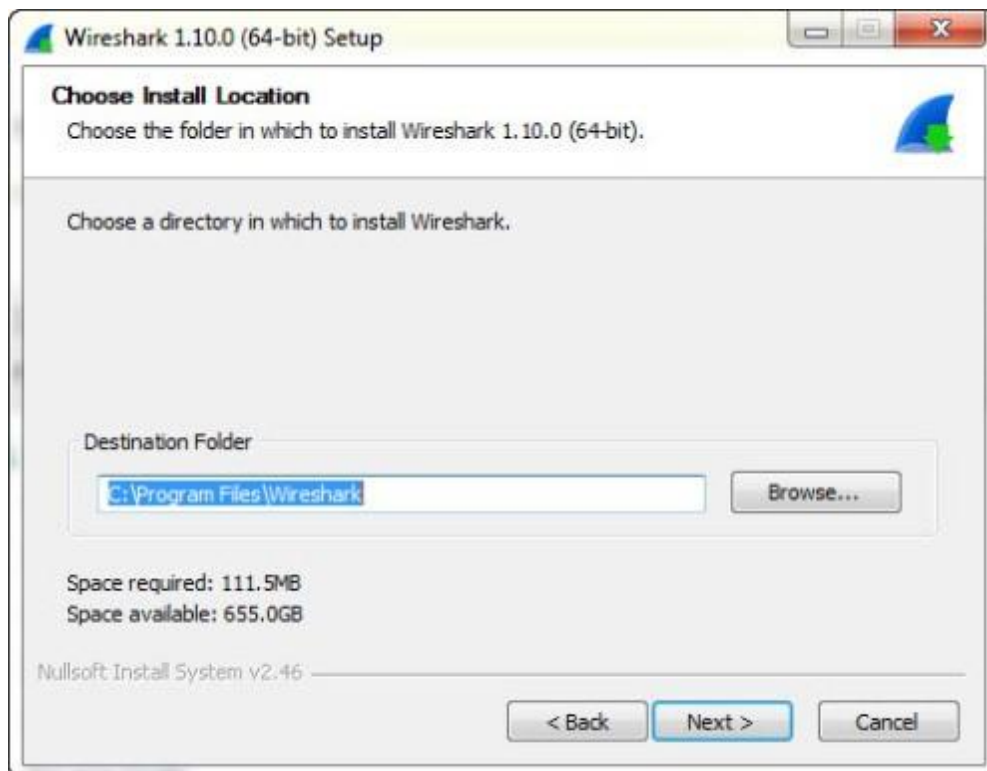 Wireshark 1.10.0 (64-bit) Setup
Choose Install Location
Choose the folder in which to install Wireshark 1.10.0 (64-bit).
Choose a directory in which to install Wireshark.
Destination Folder
C:\Program Files\Wireshark
Browse...
Space required: 111.5MB
Space available: 655.0GB
Nullsoft Install System v2.46
< Back
Next >
Cancel